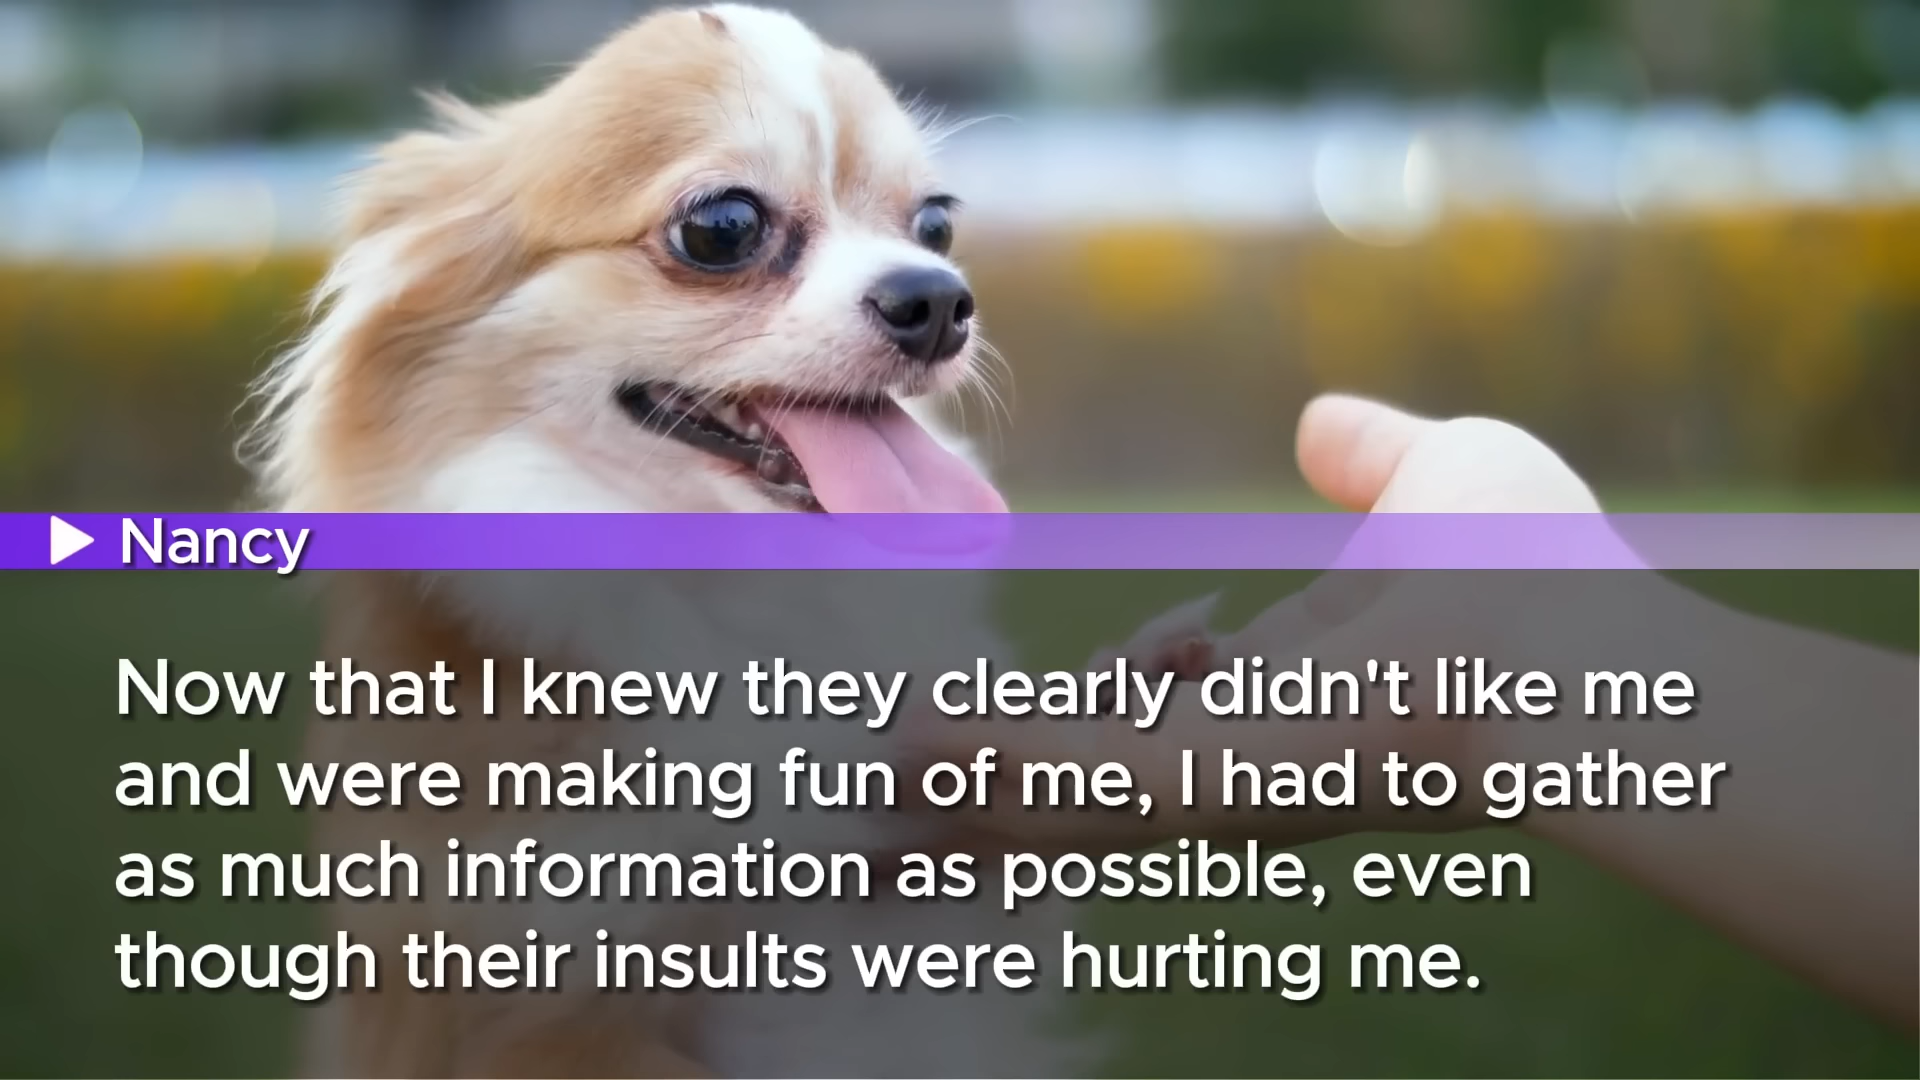 Nancy
Now that I knew they clearly didn't like me
and were making fun of me, I had to gather
as much information as possible, even
though their insults were hurting me.